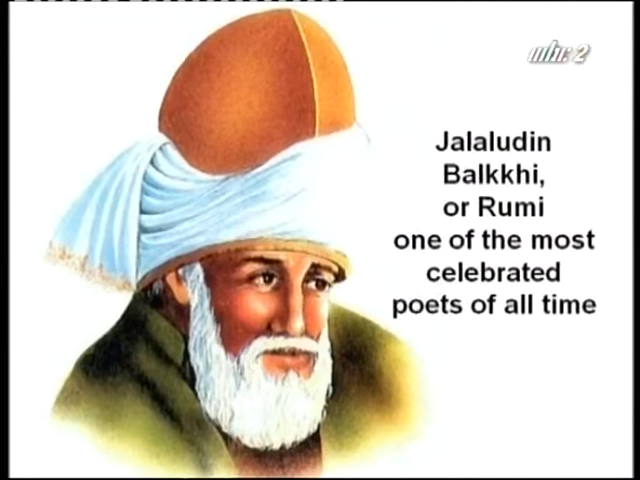 Jalaludin
Balkkhi,
or Rumi
one of the most
celebrated
poets of all time